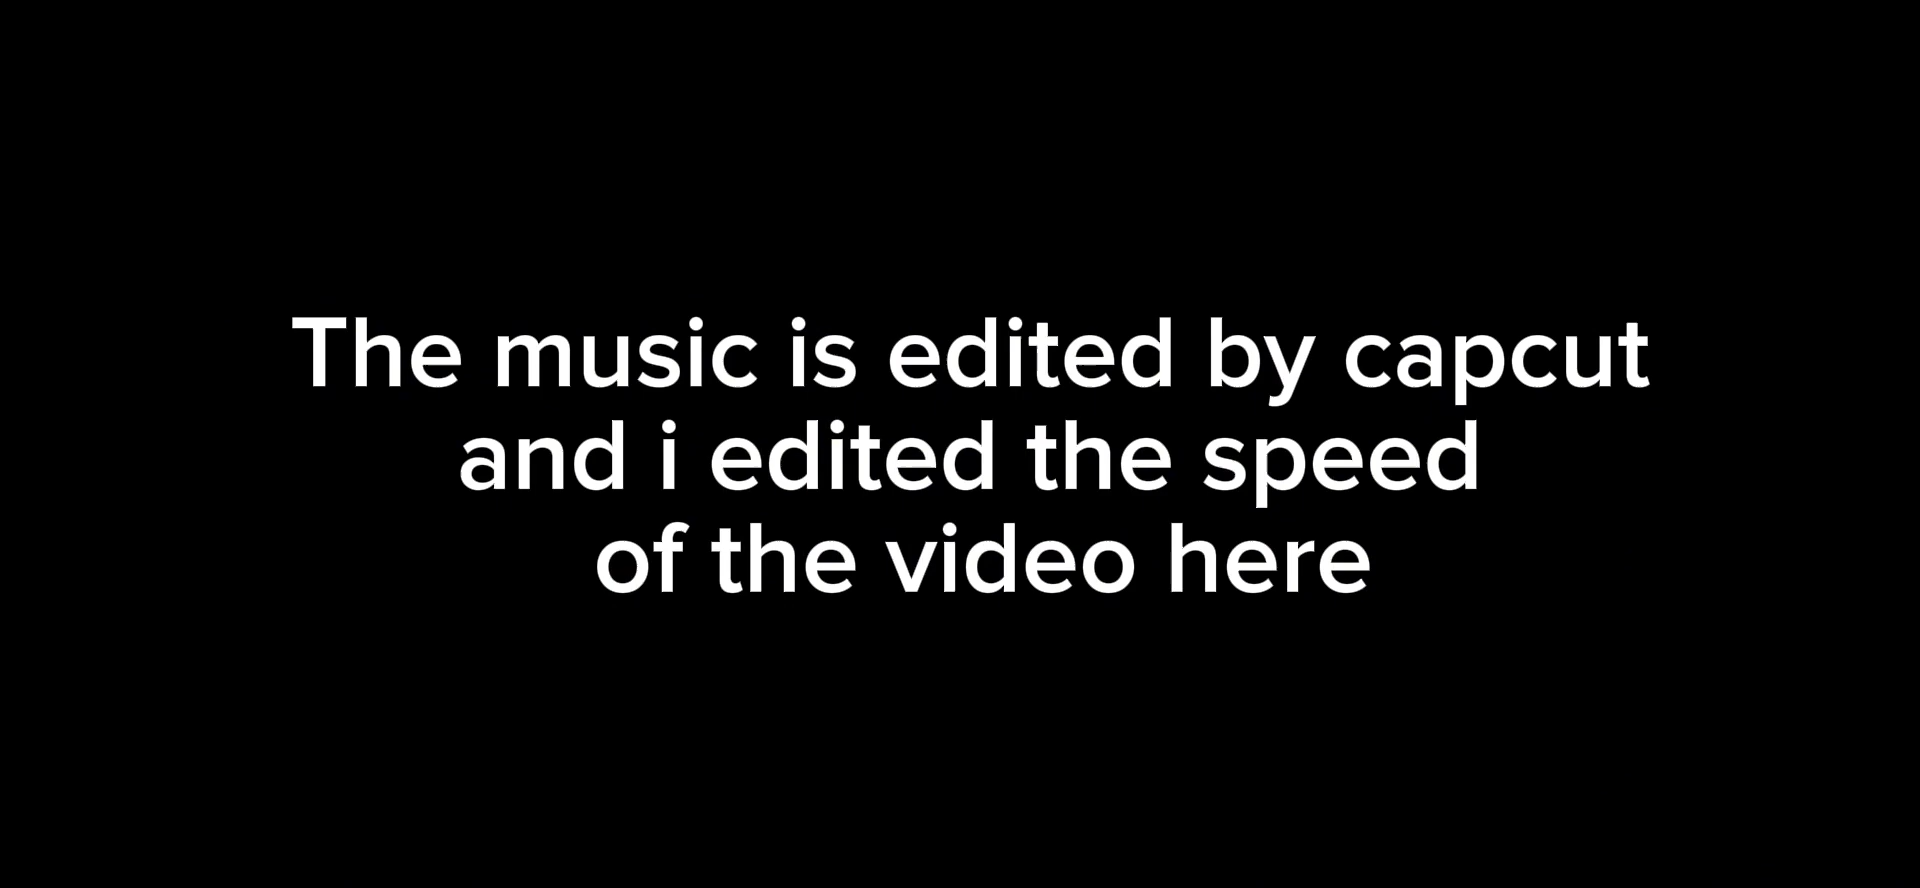 The music is edited by capcut
and i edited the speed
of the video here